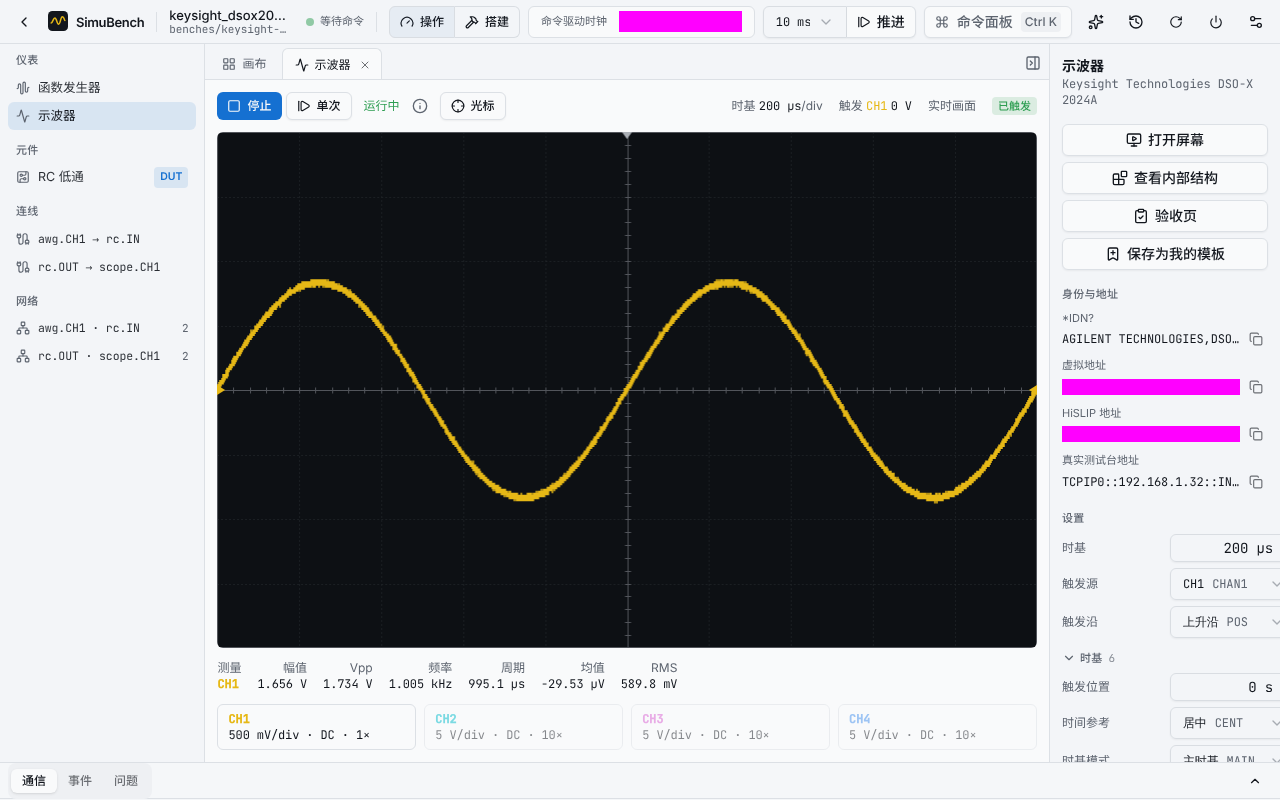 SimuBench
keysight_dsox20...
benches/keysight-…
等待命令
操作
搭建
命令驱动时钟
10 ms
推进
命令面板
Ctrl K
仪表
函数发生器
示波器
元件
RC 低通
DUT
连线
awg.CH1 → rc.IN
rc.OUT → scope.CH1
网络
awg.CH1 · rc.IN 2
rc.OUT · scope.CH1 2
画布
示波器
停止
单次
运行中
光标
时基 200 µs/div
触发 CH1 0 V
实时画面
已触发
测量 幅值 Vpp 频率 周期 均值 RMS
CH1 1.656 V 1.734 V 1.005 kHz 995.1 µs -29.53 µV 589.8 mV
CH1
500 mV/div · DC · 1×
CH2
5 V/div · DC · 10×
CH3
5 V/div · DC · 10×
CH4
5 V/div · DC · 10×
示波器
Keysight Technologies DSO-X
2024A
打开屏幕
查看内部结构
验收页
保存为我的模板
身份与地址
*IDN?
AGILENT TECHNOLOGIES,DSO…
虚拟地址
HiSLIP 地址
真实测试台地址
TCPIP0::192.168.1.32::IN…
设置
时基 200 µs
触发源 CH1 CHAN1
触发沿 上升沿 POS
时基 6
触发位置 0 s
时间参考 居中 CENT
时基模式 主时基 MAIN
通信
事件
问题